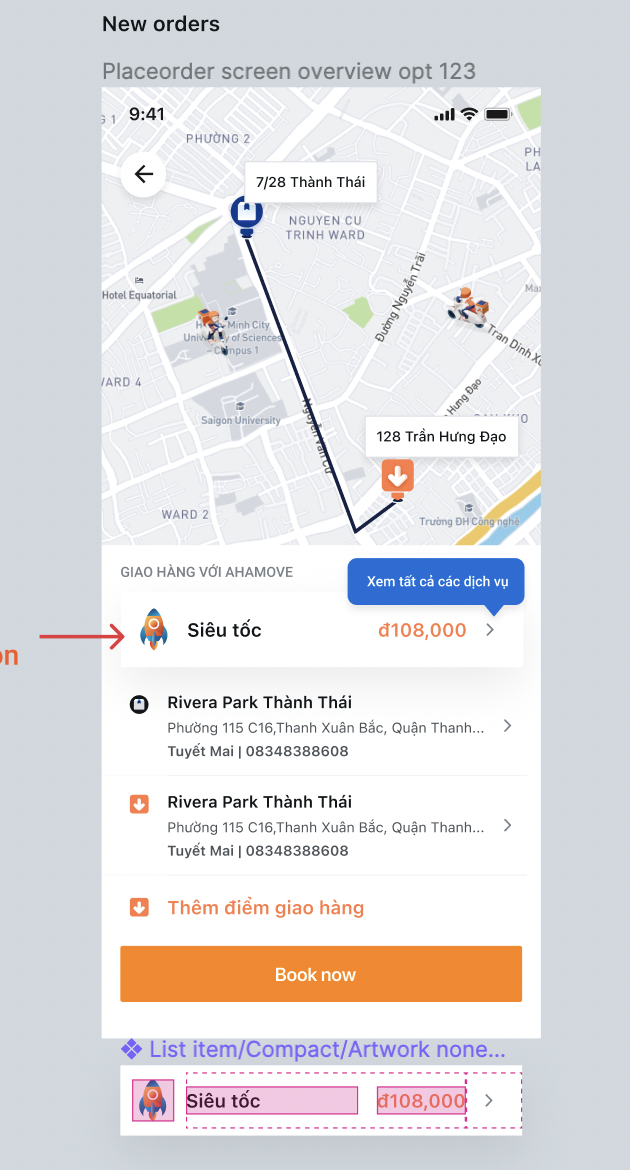 New orders
Placeorder screen overview opt 123
9:41
PHƯỜNG 2
7/28 Thành Thái
NGUYEN CU
TRINH WARD
Hotel Equatorial
Đường Nguyễn Trãi
Minh City
University of Sciences
– Campus 1
Tran Dinh Xu
WARD 4
Hưng Đạo
Saigon University
Nguyễn Văn Cừ
128 Trần Hưng Đạo
WARD 2
Trường ĐH Công nghệ
GIAO HÀNG VỚI AHAMOVE
Xem tất cả các dịch vụ
Siêu tốc
đ108,000
on
Rivera Park Thành Thái
Phường 115 C16,Thanh Xuân Bắc, Quận Thanh...
Tuyết Mai | 08348388608
Rivera Park Thành Thái
Phường 115 C16,Thanh Xuân Bắc, Quận Thanh...
Tuyết Mai | 08348388608
Thêm điểm giao hàng
Book now
List item/Compact/Artwork none...
Siêu tốc
đ108,000